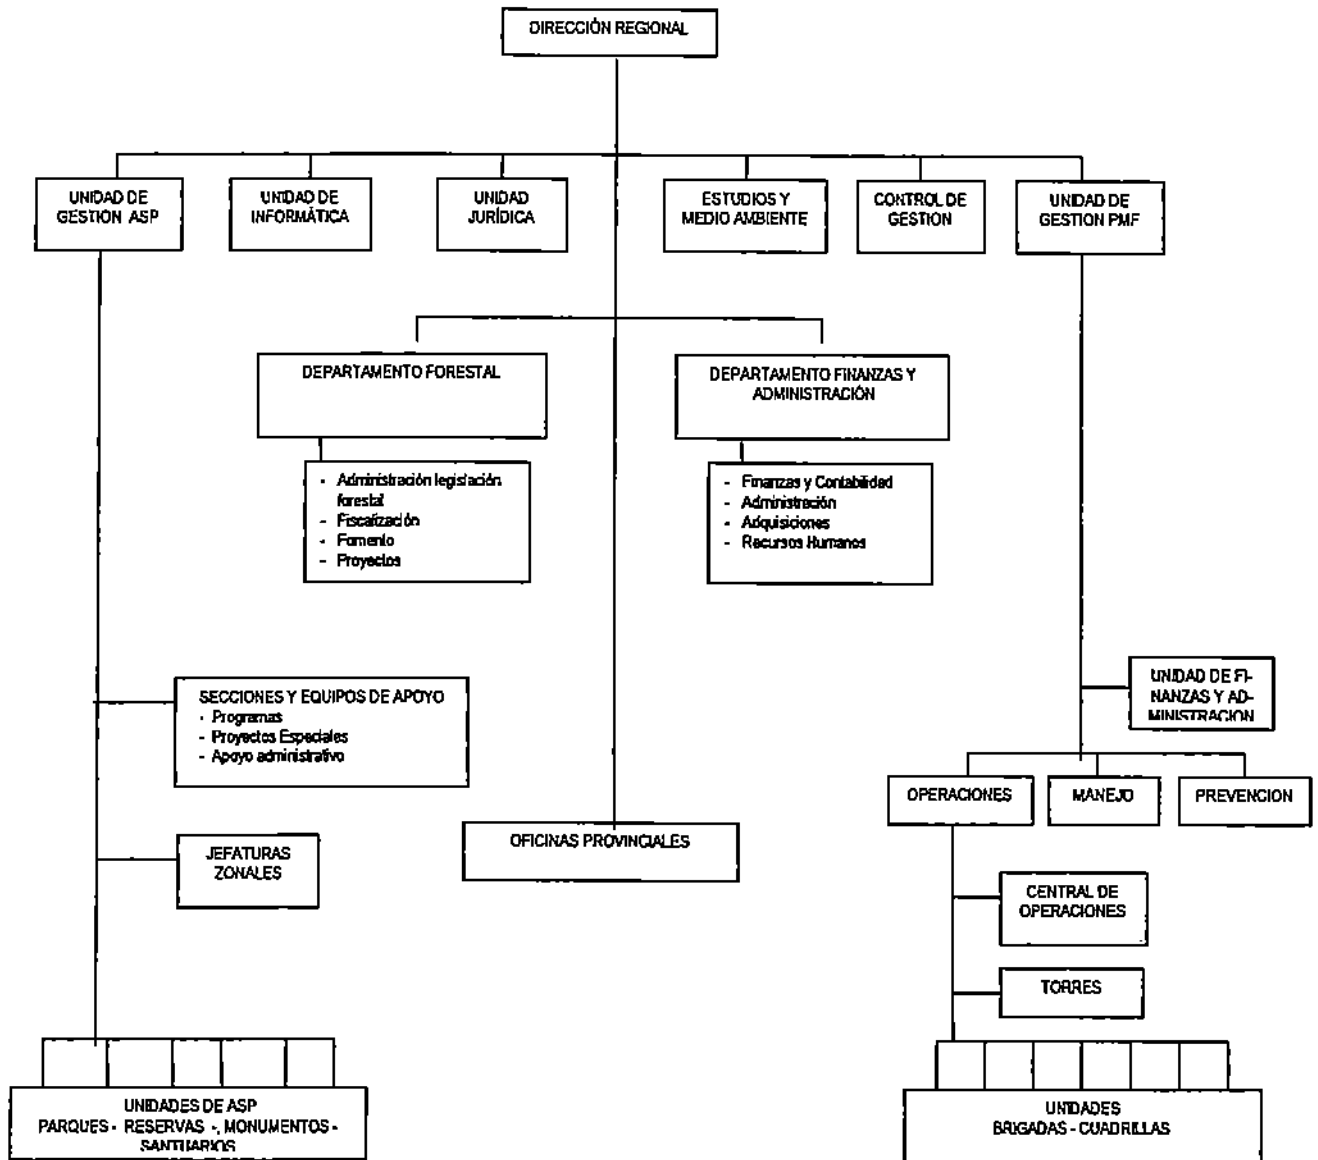 DIRECCIÓN REGIONAL
UNIDAD DE
GESTION ASP
UNIDAD DE
INFORMÁTICA
UNIDAD
JURÍDICA
ESTUDIOS Y
MEDIO AMBIENTE
CONTROL DE
GESTION
UNIDAD DE
GESTION PMF
DEPARTAMENTO FORESTAL
DEPARTAMENTO FINANZAS Y
ADMINISTRACIÓN
- Administración legislación
forestal
- Fiscalización
- Fomento
- Proyectos
- Finanzas y Contabilidad
- Administración
- Adquisiciones
- Recursos Humanos
UNIDAD DE FI-
NANZAS Y AD-
MINISTRACION
SECCIONES Y EQUIPOS DE APOYO
- Programas
- Proyectos Especiales
- Apoyo administrativo
OPERACIONES
MANEJO
PREVENCION
OFICINAS PROVINCIALES
JEFATURAS
ZONALES
CENTRAL DE
OPERACIONES
TORRES
UNIDADES DE ASP
PARQUES - RESERVAS -, MONUMENTOS -
SANTUARIOS
UNIDADES
BRIGADAS - CUADRILLAS